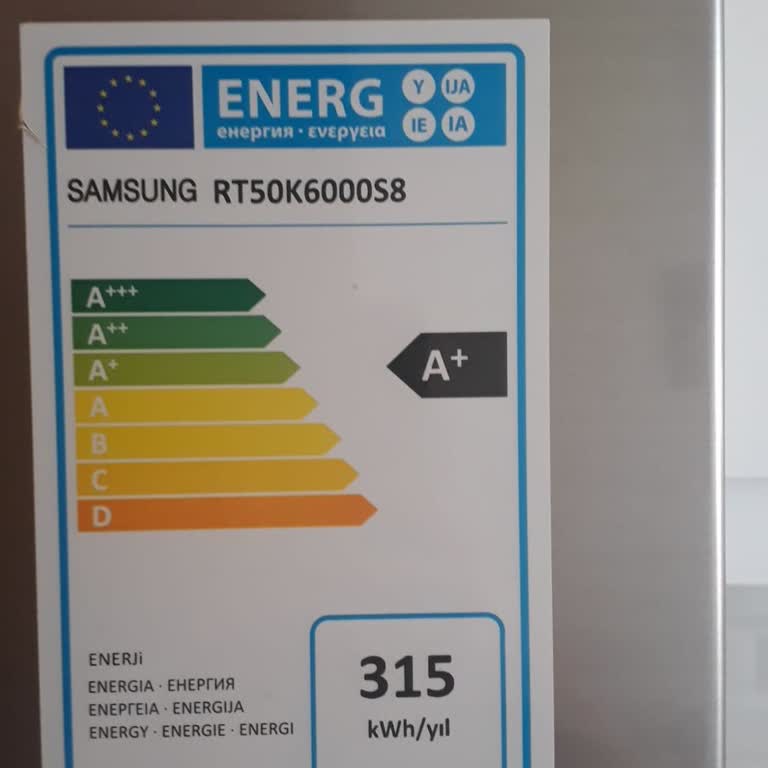 ENERG Y IJA
енергия · ενεργεια IE IA
SAMSUNG RT50K6000S8
A+++
A++
A+
A+
A
B
C
D
ENERJi
ENERGIA · ЕНЕРГИЯ
ΕΝΕΡΓΕΙΑ · ENERGIJA
ENERGY · ENERGIE · ENERGI
315
kWh/yıl